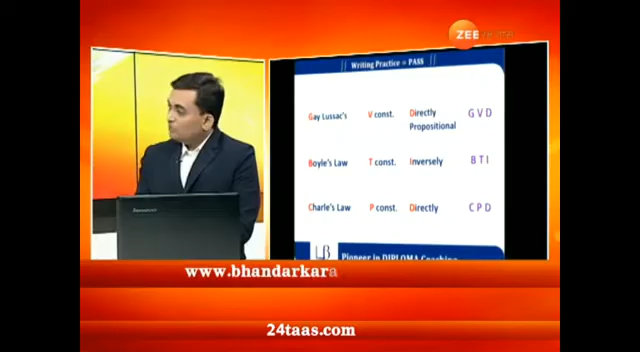 ZEE
|| Writing Practice = PASS ||
Gay Lussac's V const. Directly Propositional G V D
Boyle's Law T const. Inversely B T I
Charle's Law P const. Directly C P D
LB
Pioneer in DIPLOMA Coaching
www.bhandarkara
24taas.com